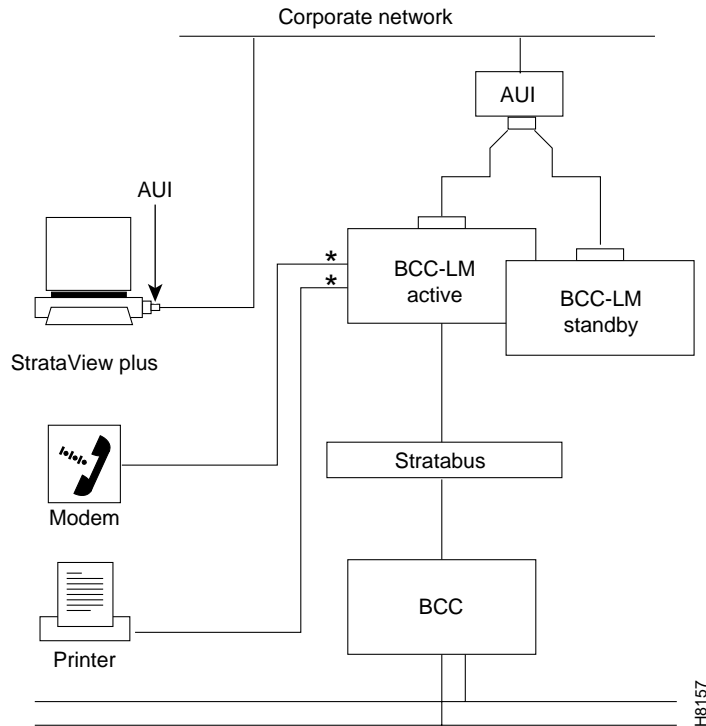 Corporate network
AUI
AUI
*
*
BCC-LM
active
BCC-LM
standby
StrataView plus
Stratabus
Modem
BCC
Printer
H8157